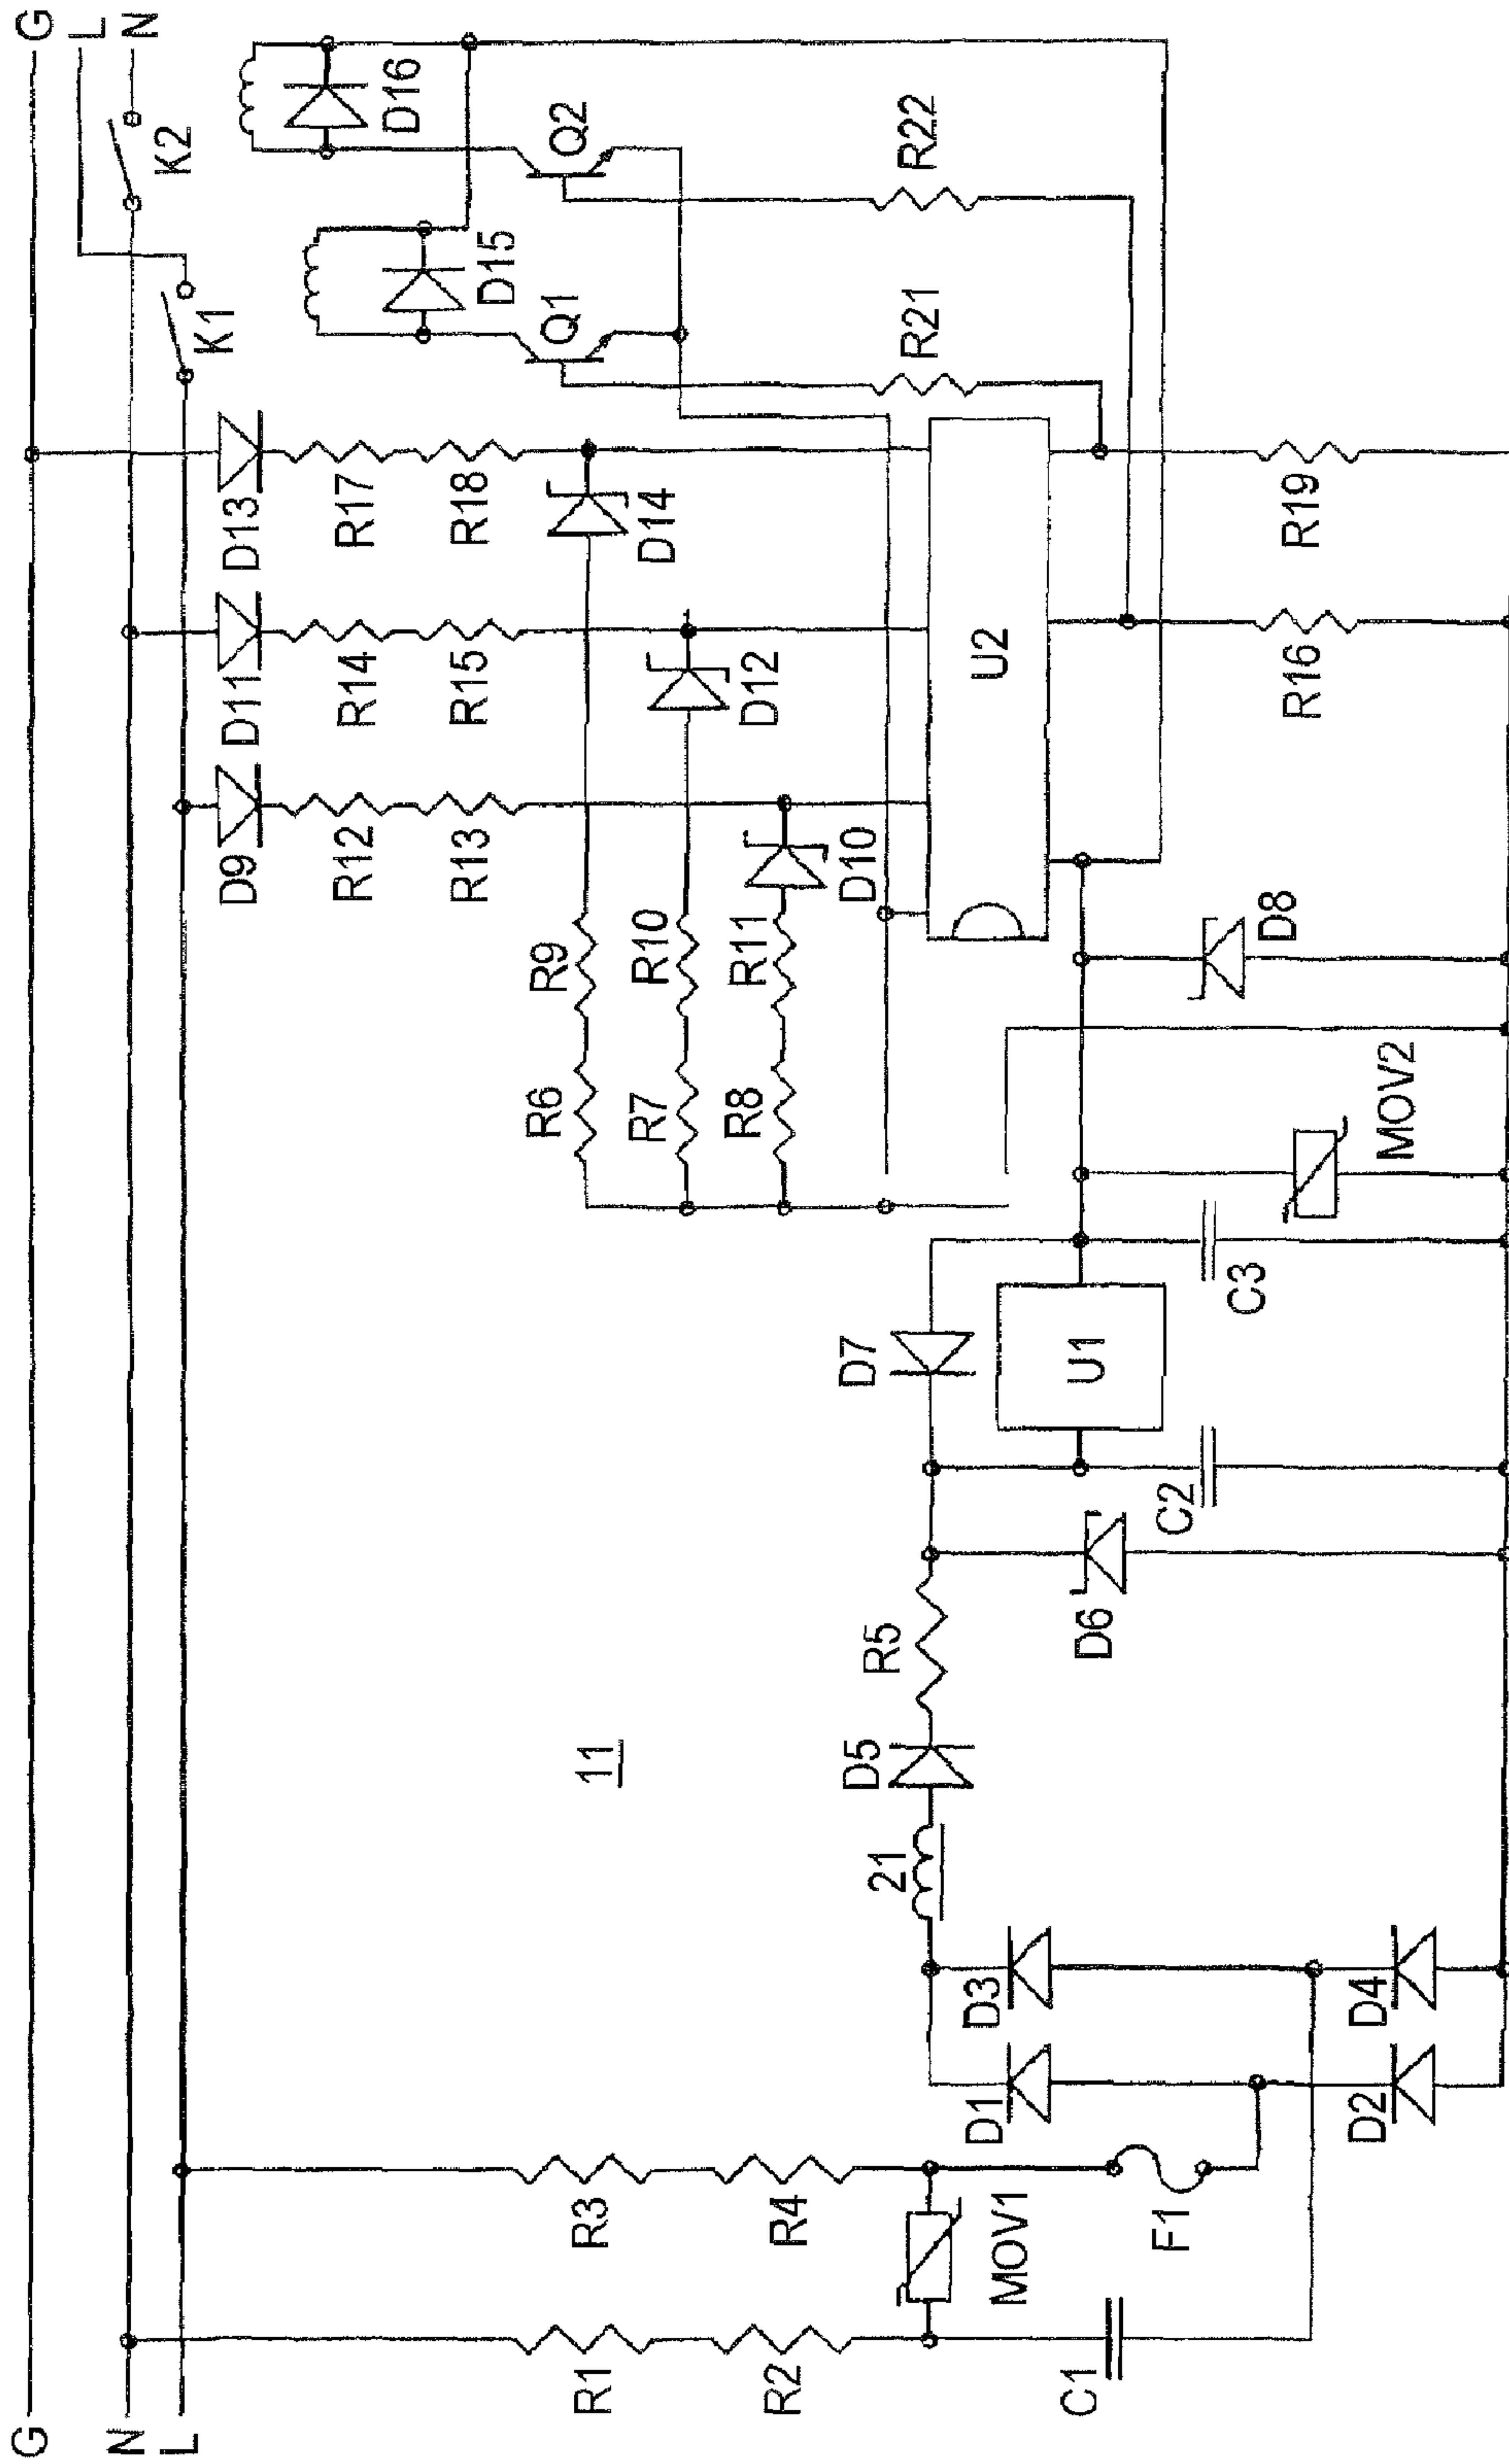 G
N
L
G
L
N
K2
K1
D16
D15
Q2
Q1
R22
R21
D13
D11
D9
R17
R14
R12
R18
R15
R13
D14
D12
D10
R9
R10
R11
R6
R7
R8
U2
R19
R16
D8
MOV2
D7
U1
C3
C2
D6
R5
D5
21
11
D3
D1
D4
D2
R3
R4
R1
R2
MOV1
F1
C1